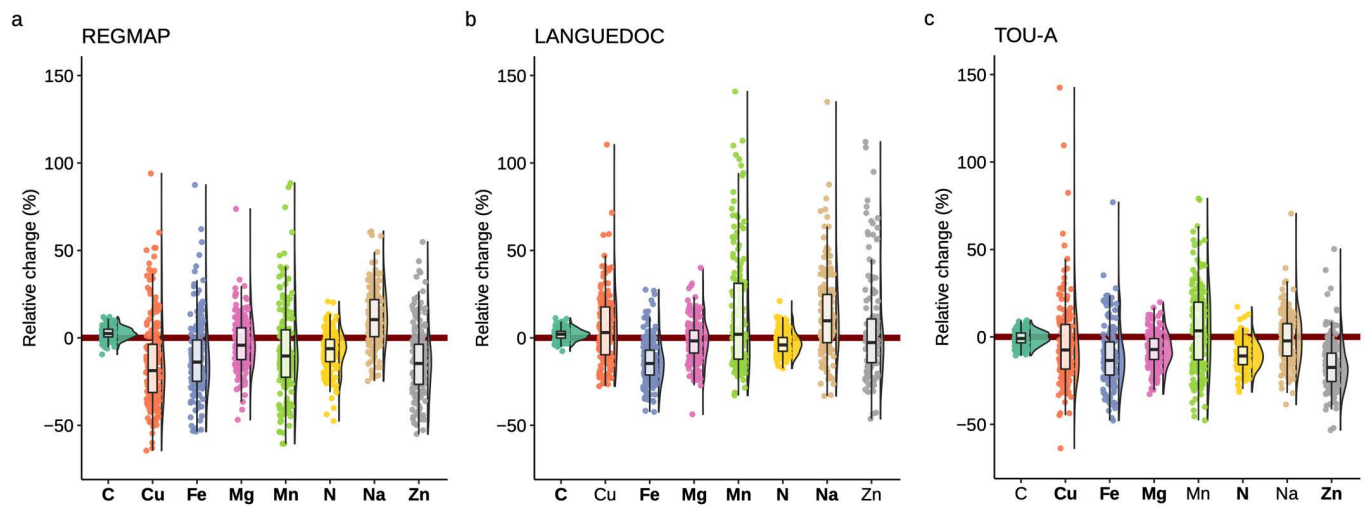 a
REGMAP
Relative change (%)
150
100
50
0
−50
C Cu Fe Mg Mn N Na Zn
b
LANGUEDOC
Relative change (%)
150
100
50
0
−50
C Cu Fe Mg Mn N Na Zn
c
TOU-A
Relative change (%)
150
100
50
0
−50
C Cu Fe Mg Mn N Na Zn